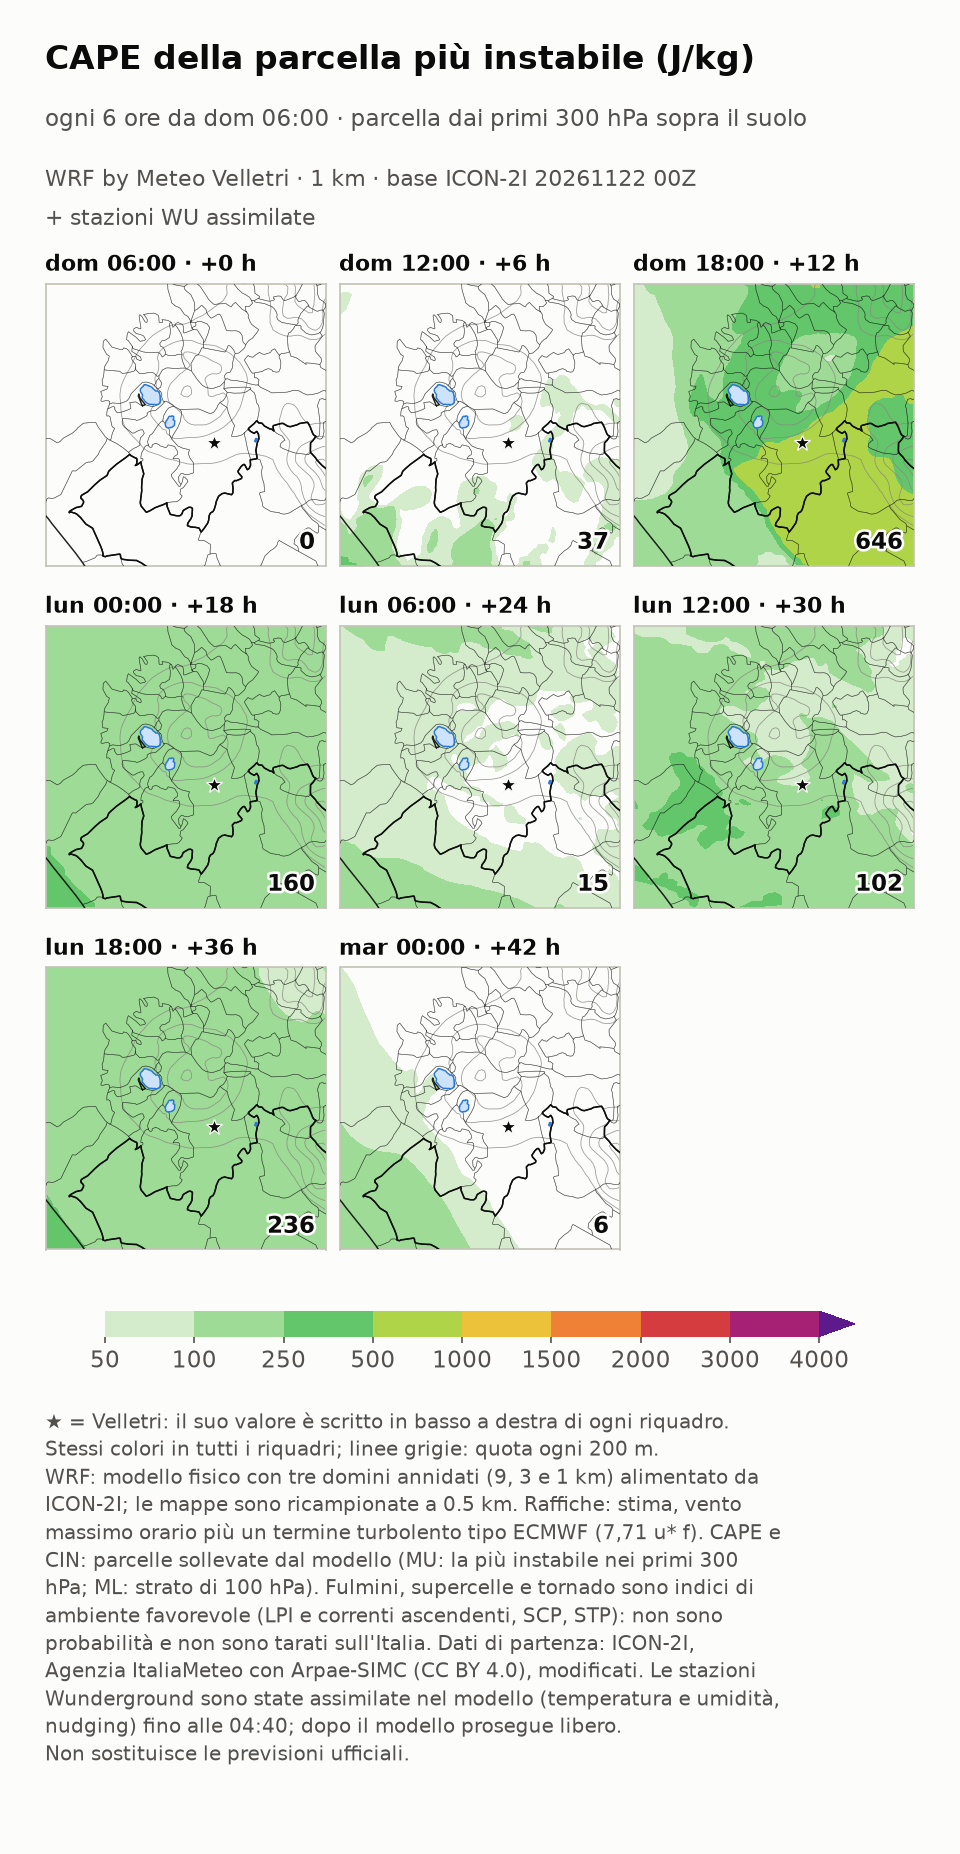 CAPE della parcella più instabile (J/kg)
ogni 6 ore da dom 06:00 · parcella dai primi 300 hPa sopra il suolo
WRF by Meteo Velletri · 1 km · base ICON-2I 20261122 00Z
+ stazioni WU assimilate
dom 06:00 · +0 h
dom 12:00 · +6 h
dom 18:00 · +12 h
0
37
646
lun 00:00 · +18 h
lun 06:00 · +24 h
lun 12:00 · +30 h
160
15
102
lun 18:00 · +36 h
mar 00:00 · +42 h
236
6
50 100 250 500 1000 1500 2000 3000 4000
★ = Velletri: il suo valore è scritto in basso a destra di ogni riquadro.
Stessi colori in tutti i riquadri; linee grigie: quota ogni 200 m.
WRF: modello fisico con tre domini annidati (9, 3 e 1 km) alimentato da
ICON-2I; le mappe sono ricampionate a 0.5 km. Raffiche: stima, vento
massimo orario più un termine turbolento tipo ECMWF (7,71 u* f). CAPE e
CIN: parcelle sollevate dal modello (MU: la più instabile nei primi 300
hPa; ML: strato di 100 hPa). Fulmini, supercelle e tornado sono indici di
ambiente favorevole (LPI e correnti ascendenti, SCP, STP): non sono
probabilità e non sono tarati sull'Italia. Dati di partenza: ICON-2I,
Agenzia ItaliaMeteo con Arpae-SIMC (CC BY 4.0), modificati. Le stazioni
Wunderground sono state assimilate nel modello (temperatura e umidità,
nudging) fino alle 04:40; dopo il modello prosegue libero.
Non sostituisce le previsioni ufficiali.